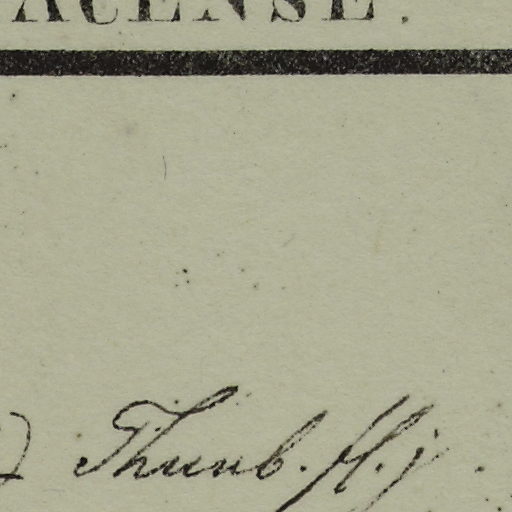 ACENSE.
Thunb. fl. j.